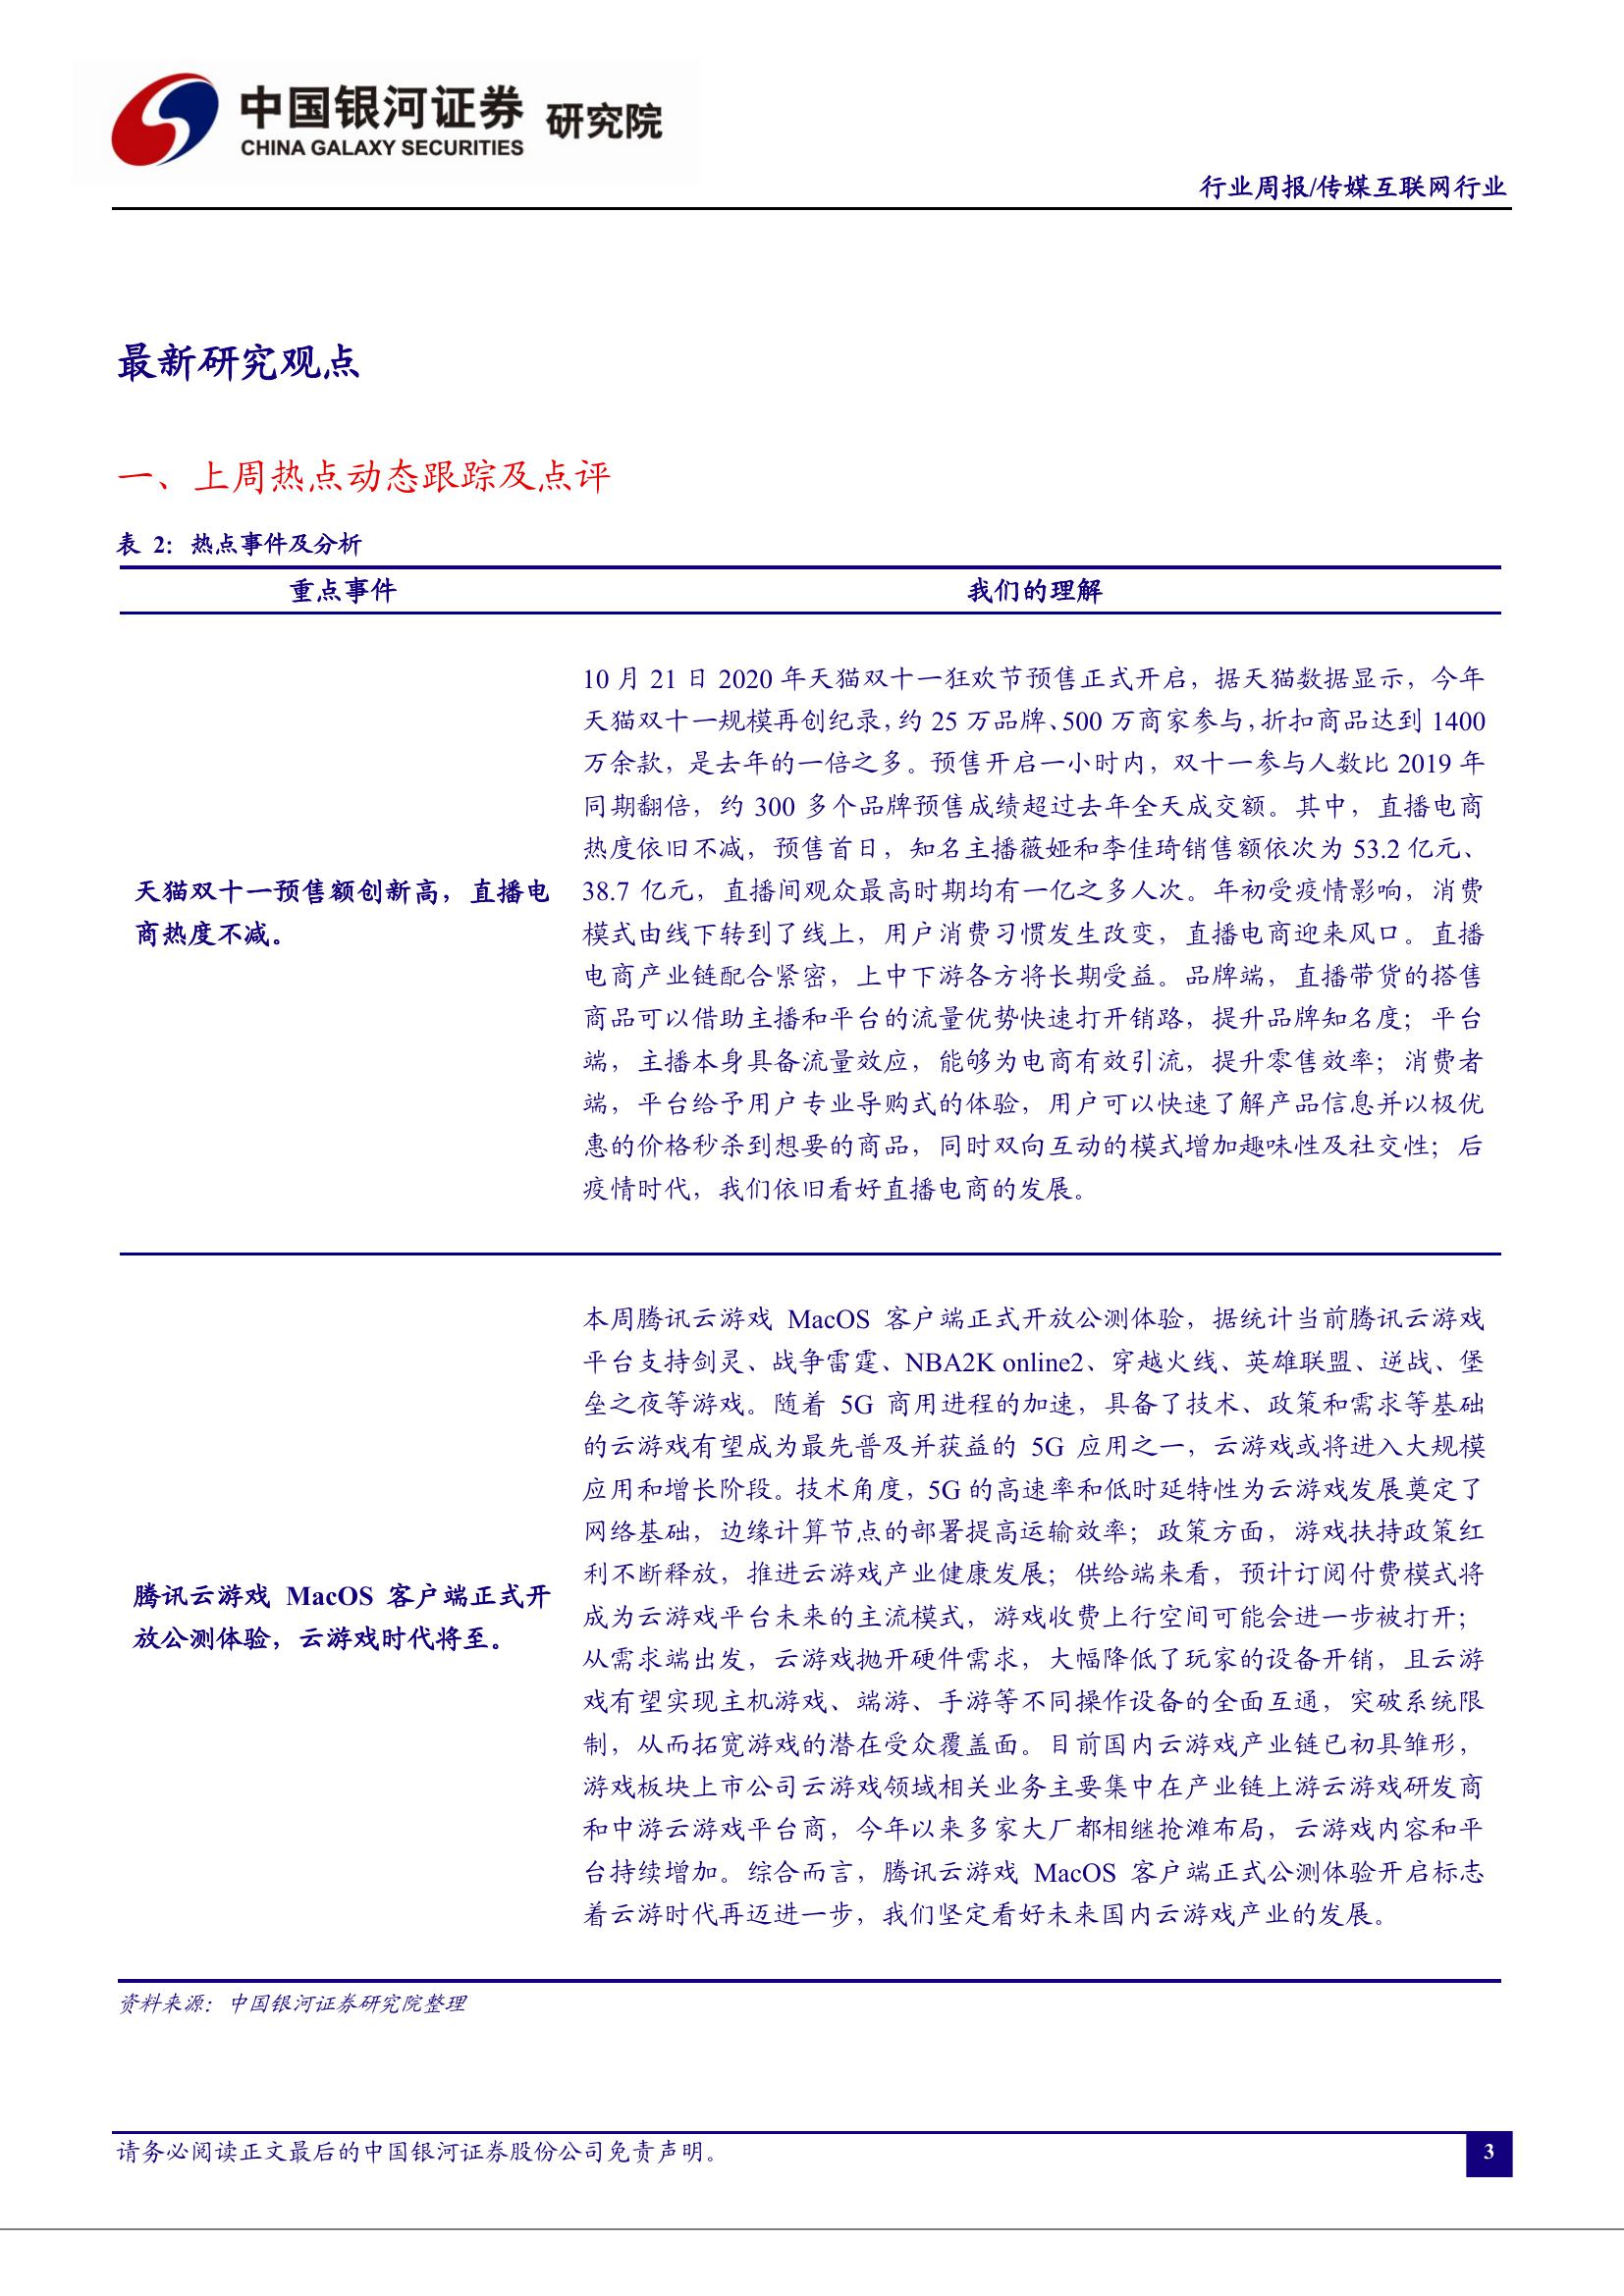 中国银河证券 研究院
CHINA GALAXY SECURITIES
行业周报/传媒互联网行业
最新研究观点
一、上周热点动态跟踪及点评
表 2：热点事件及分析
重点事件 我们的理解
天猫双十一预售额创新高，直播电
商热度不减。
10 月 21 日 2020 年天猫双十一狂欢节预售正式开启，据天猫数据显示，今年
天猫双十一规模再创纪录，约 25 万品牌、500 万商家参与，折扣商品达到 1400
万余款，是去年的一倍之多。预售开启一小时内，双十一参与人数比 2019 年
同期翻倍，约 300 多个品牌预售成绩超过去年全天成交额。其中，直播电商
热度依旧不减，预售首日，知名主播薇娅和李佳琦销售额依次为 53.2 亿元、
38.7 亿元，直播间观众最高时期均有一亿之多人次。年初受疫情影响，消费
模式由线下转到了线上，用户消费习惯发生改变，直播电商迎来风口。直播
电商产业链配合紧密，上中下游各方将长期受益。品牌端，直播带货的搭售
商品可以借助主播和平台的流量优势快速打开销路，提升品牌知名度；平台
端，主播本身具备流量效应，能够为电商有效引流，提升零售效率；消费者
端，平台给予用户专业导购式的体验，用户可以快速了解产品信息并以极优
惠的价格秒杀到想要的商品，同时双向互动的模式增加趣味性及社交性；后
疫情时代，我们依旧看好直播电商的发展。
腾讯云游戏 MacOS 客户端正式开
放公测体验，云游戏时代将至。
本周腾讯云游戏 MacOS 客户端正式开放公测体验，据统计当前腾讯云游戏
平台支持剑灵、战争雷霆、NBA2K online2、穿越火线、英雄联盟、逆战、堡
垒之夜等游戏。随着 5G 商用进程的加速，具备了技术、政策和需求等基础
的云游戏有望成为最先普及并获益的 5G 应用之一，云游戏或将进入大规模
应用和增长阶段。技术角度，5G 的高速率和低时延特性为云游戏发展奠定了
网络基础，边缘计算节点的部署提高运输效率；政策方面，游戏扶持政策红
利不断释放，推进云游戏产业健康发展；供给端来看，预计订阅付费模式将
成为云游戏平台未来的主流模式，游戏收费上行空间可能会进一步被打开；
从需求端出发，云游戏抛开硬件需求，大幅降低了玩家的设备开销，且云游
戏有望实现主机游戏、端游、手游等不同操作设备的全面互通，突破系统限
制，从而拓宽游戏的潜在受众覆盖面。目前国内云游戏产业链已初具雏形，
游戏板块上市公司云游戏领域相关业务主要集中在产业链上游云游戏研发商
和中游云游戏平台商，今年以来多家大厂都相继抢滩布局，云游戏内容和平
台持续增加。综合而言，腾讯云游戏 MacOS 客户端正式公测体验开启标志
着云游时代再迈进一步，我们坚定看好未来国内云游戏产业的发展。
资料来源：中国银河证券研究院整理
请务必阅读正文最后的中国银河证券股份公司免责声明。
3